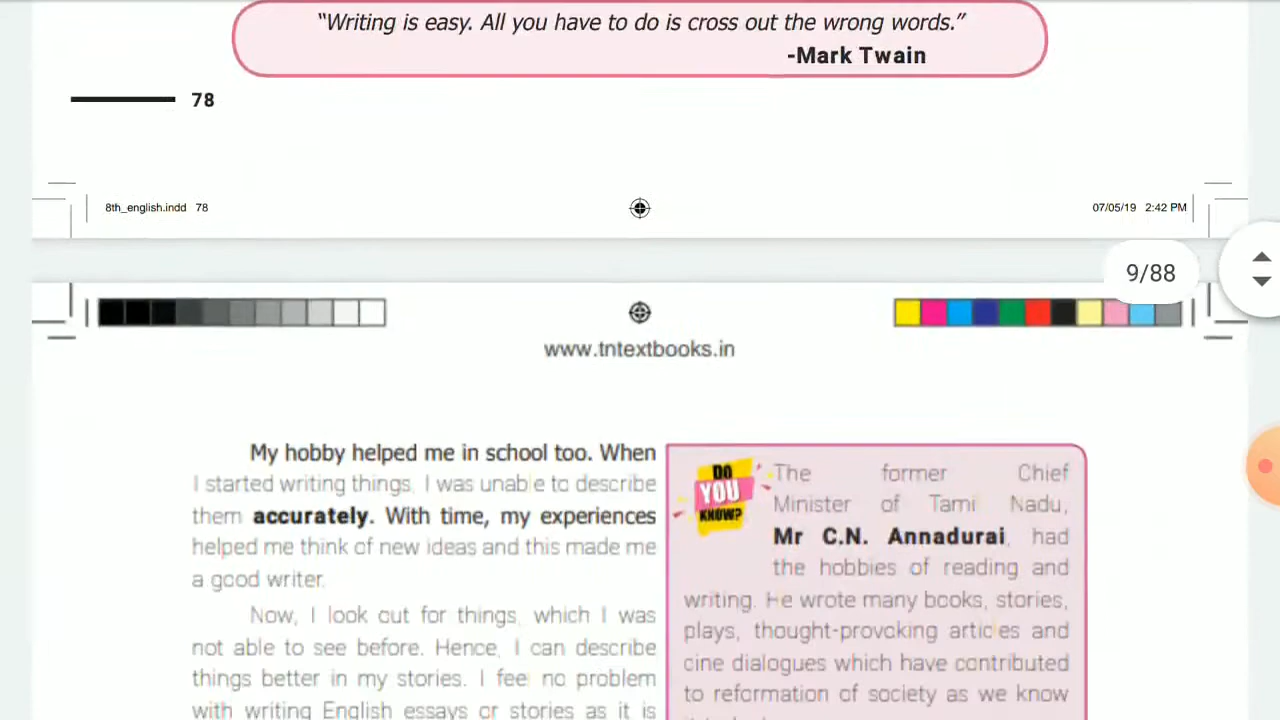 “Writing is easy. All you have to do is cross out the wrong words.”
-Mark Twain
78
8th_english.indd 78
07/05/19 2:42 PM
9/88
www.tntextbooks.in
My hobby helped me in school too. When
I started writing things, I was unable to describe
them accurately. With time, my experiences
helped me think of new ideas and this made me
a good writer.
Now, I look out for things, which I was
not able to see before. Hence, I can describe
things better in my stories. I feel no problem
with writing English essays or stories as it is
DO
YOU
KNOW?
The former Chief
Minister of Tamil Nadu,
Mr C.N. Annadurai, had
the hobbies of reading and
writing. He wrote many books, stories,
plays, thought-provoking articles and
cine dialogues which have contributed
to reformation of society as we know